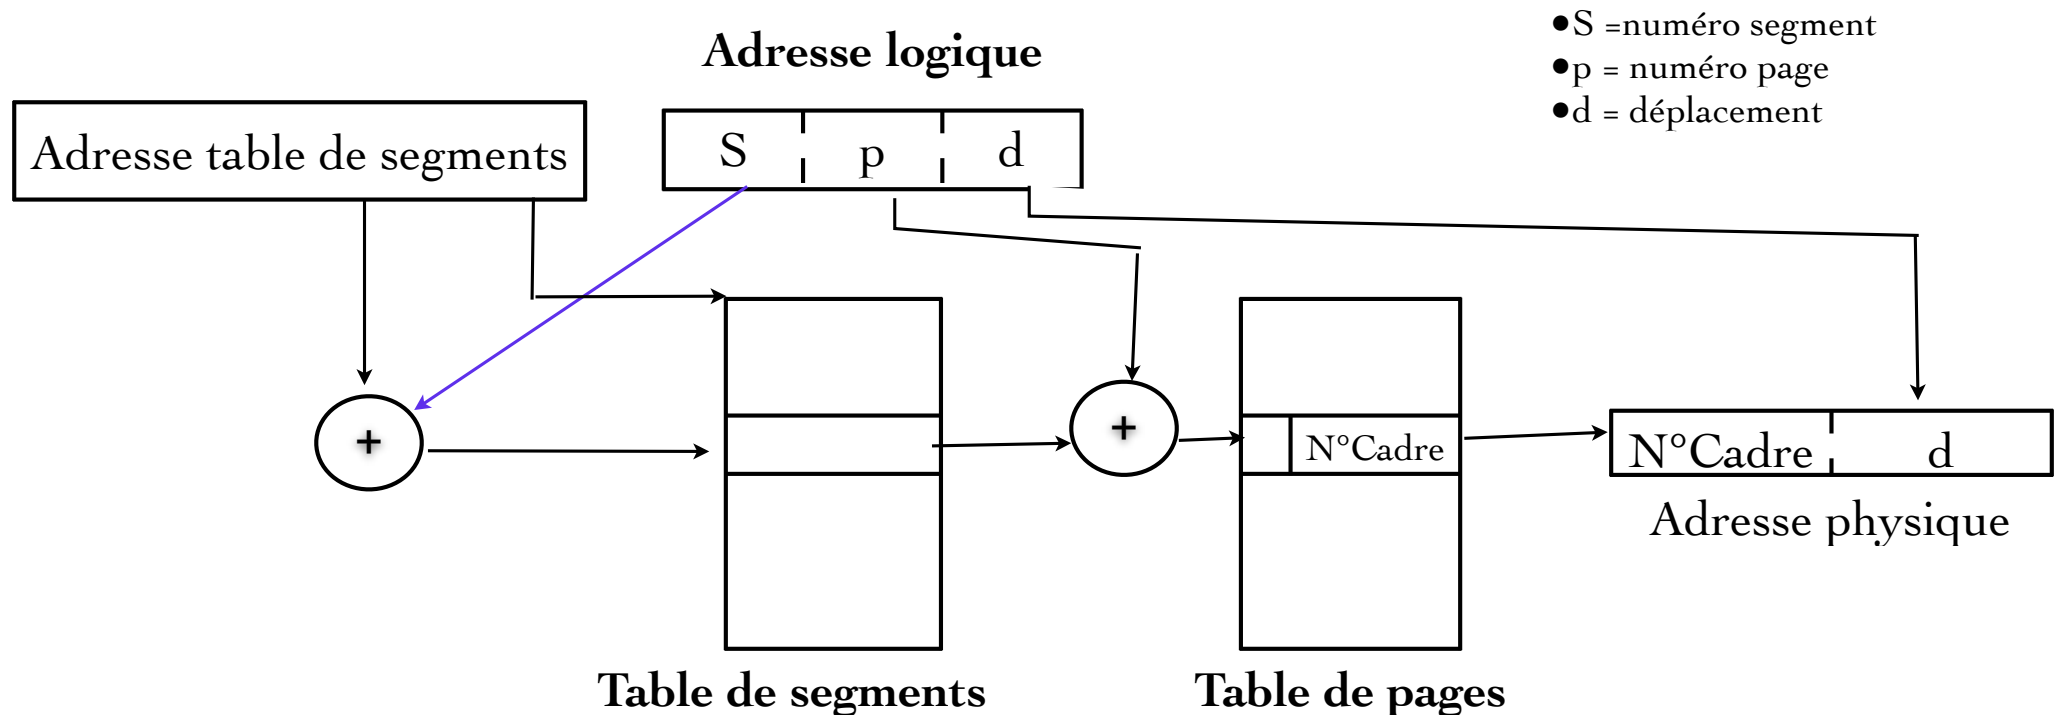 ●S =numéro segment
●p = numéro page
●d = déplacement
Adresse logique
Adresse table de segments
S p d
+
+
N°Cadre
N°Cadre d
Adresse physique
Table de segments
Table de pages